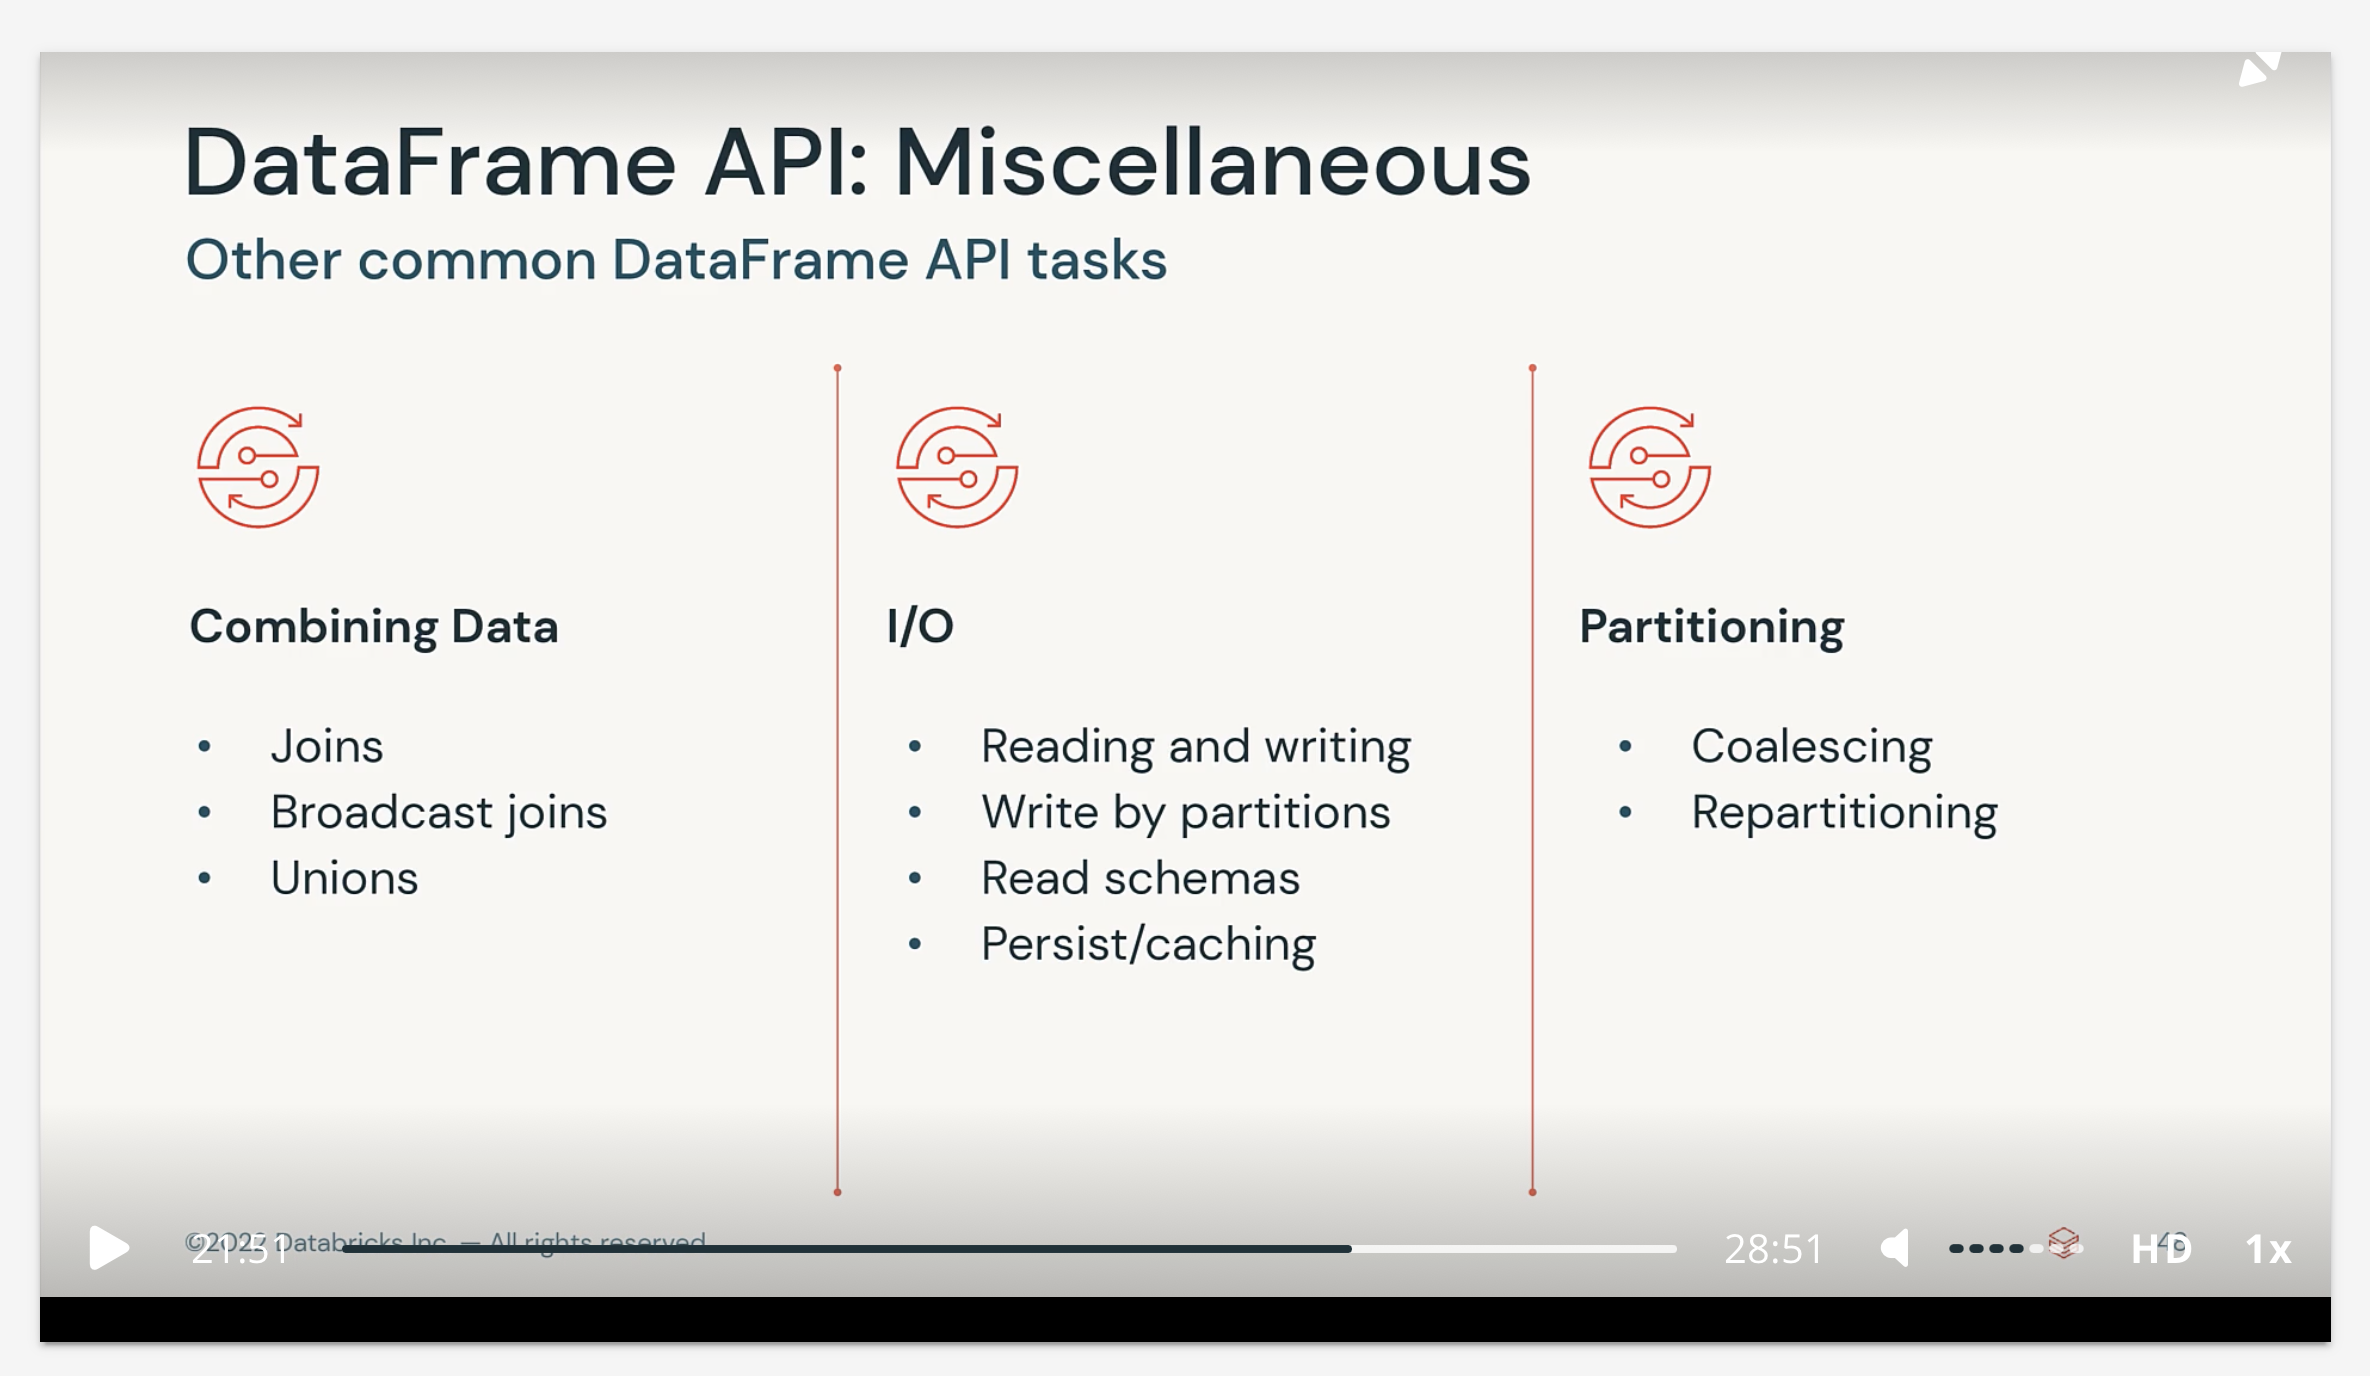 DataFrame API: Miscellaneous
Other common DataFrame API tasks
Combining Data
• Joins
• Broadcast joins
• Unions
I/O
• Reading and writing
• Write by partitions
• Read schemas
• Persist/caching
Partitioning
• Coalescing
• Repartitioning
©2022 Databricks Inc. — All rights reserved
48
21:51
28:51
HD
1x